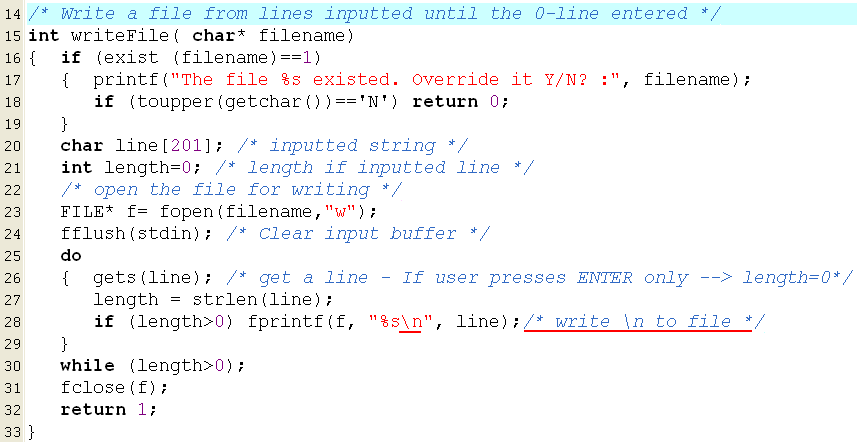 14 /* Write a file from lines inputted until the 0-line entered */
15 int writeFile( char* filename)
16 { if (exist (filename)==1)
17 { printf("The file %s existed. Override it Y/N? :", filename);
18 if (toupper(getchar())=='N') return 0;
19 }
20 char line[201]; /* inputted string */
21 int length=0; /* length if inputted line */
22 /* open the file for writing */
23 FILE* f= fopen(filename,"w");
24 fflush(stdin); /* Clear input buffer */
25 do
26 { gets(line); /* get a line - If user presses ENTER only --> length=0*/
27 length = strlen(line);
28 if (length>0) fprintf(f, "%s\n", line);/* write \n to file */
29 }
30 while (length>0);
31 fclose(f);
32 return 1;
33 }